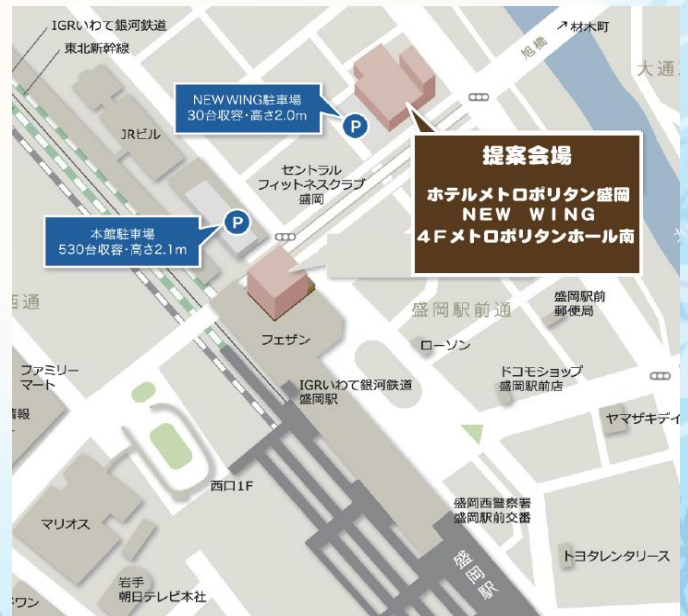 IGRいわて銀河鉄道
東北新幹線
↗材木町
旭橋
大通
NEW WING駐車場
30台収容・高さ2.0m
P
JRビル
提案会場
ホテルメトロポリタン盛岡
NEW WING
4Fメトロポリタンホール南
セントラル
フィットネスクラブ
盛岡
本館駐車場
530台収容・高さ2.1m
P
西通
盛岡駅前通
盛岡駅前
郵便局
フェザン
ローソン
ファミリー
マート
IGRいわて銀河鉄道
盛岡駅
ドコモショップ
盛岡駅前店
情報
ヤマザキデイ
西口1F
マリオス
盛岡西警察署
盛岡駅前交番
盛岡駅
トヨタレンタリース
岩手
朝日テレビ本社
ワン